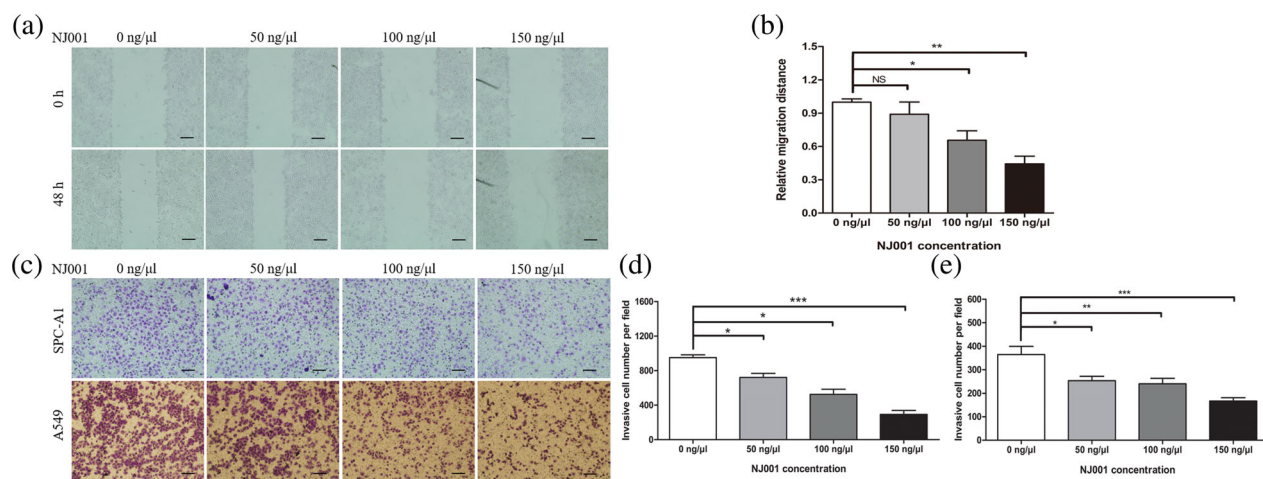 (a)
NJ001 0 ng/µl 50 ng/µl 100 ng/µl 150 ng/µl
0 h
48 h
(b)
Relative migration distance
1.5
1.2
0.9
0.6
0.3
0.0
**
*
NS
0 ng/µl 50 ng/µl 100 ng/µl 150 ng/µl
NJ001 concentration
(c)
NJ001 0 ng/µl 50 ng/µl 100 ng/µl 150 ng/µl
SPC-A1
A549
(d)
Invasive cell number per field
1600
1200
800
400
0
***
*
*
0 ng/µl 50 ng/µl 100 ng/µl 150 ng/µl
NJ001 concentration
(e)
Invasive cell number per field
600
500
400
300
200
100
0
***
**
*
0 ng/µl 50 ng/µl 100 ng/µl 150 ng/µl
NJ001 concentration